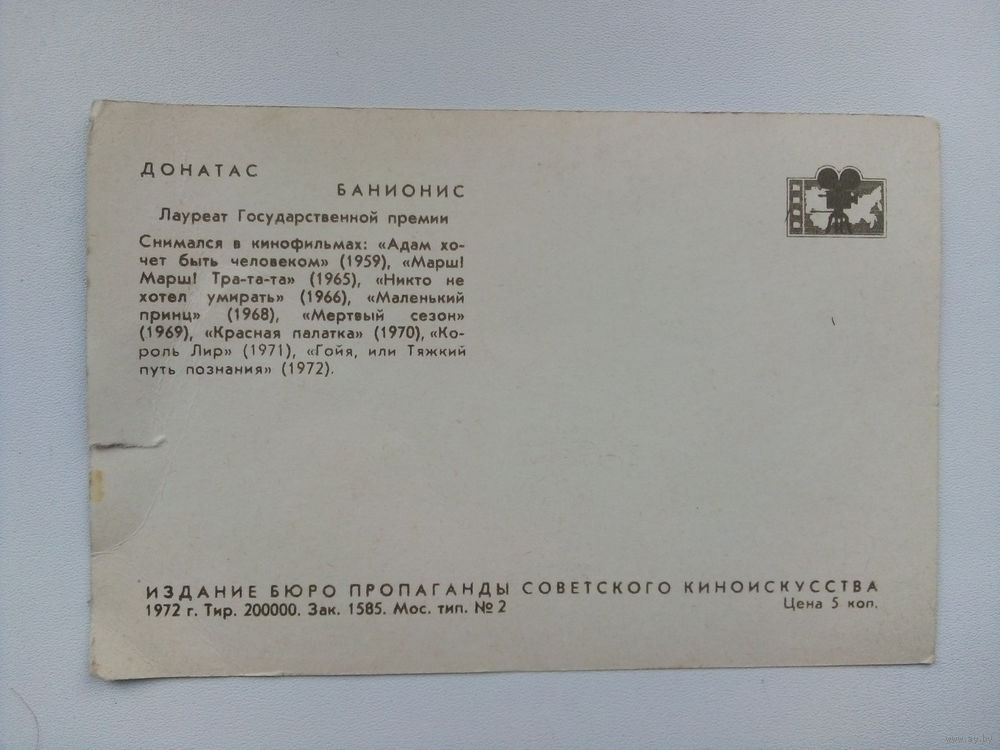 ДОНАТАС
БАНИОНИС
Лауреат Государственной премии
Снимался в кинофильмах: «Адам хо-
чет быть человеком» (1959), «Марш!
Марш! Тра-та-та» (1965), «Никто не
хотел умирать» (1966), «Маленький
принц» (1968), «Мертвый сезон»
(1969), «Красная палатка» (1970), «Ко-
роль Лир» (1971), «Гойя, или Тяжкий
путь познания» (1972).
ИЗДАНИЕ БЮРО ПРОПАГАНДЫ СОВЕТСКОГО КИНОИСКУССТВА
1972 г. Тир. 200000. Зак. 1585. Мос. тип. № 2 Цена 5 коп.
www.ay.by